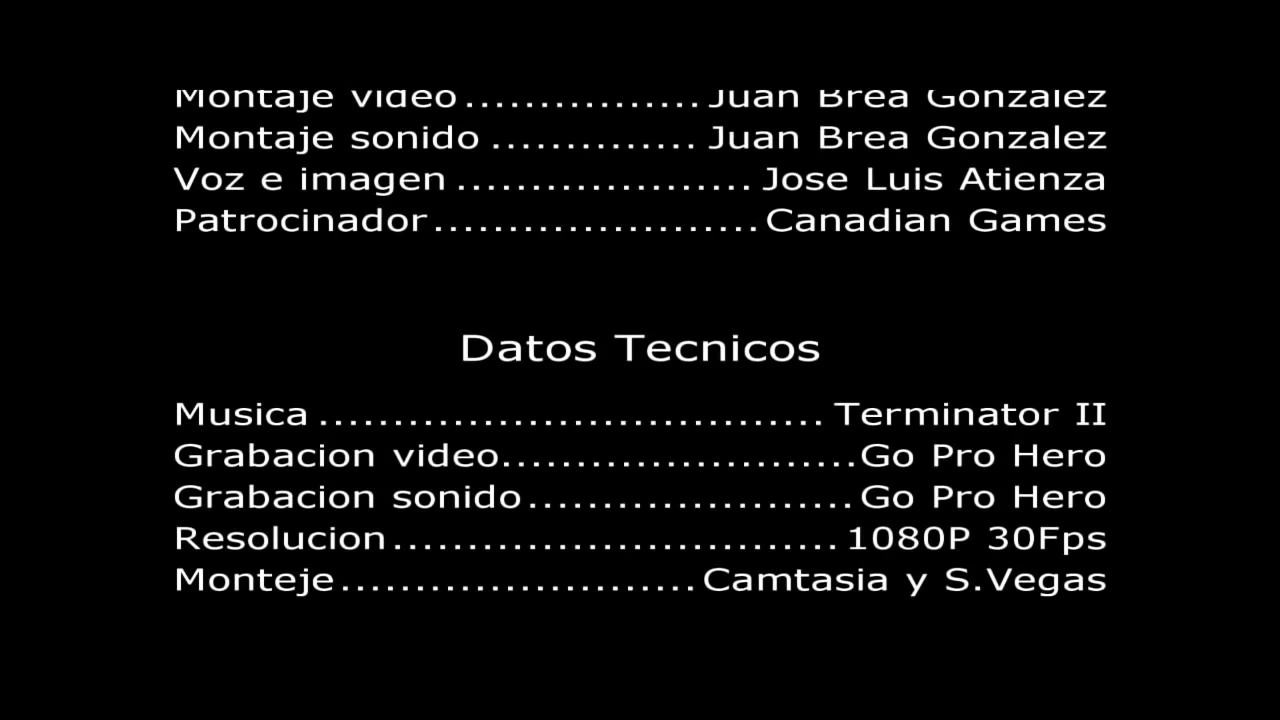 Montaje video................Juan Brea Gonzalez
Montaje sonido..............Juan Brea Gonzalez
Voz e imagen....................Jose Luis Atienza
Patrocinador......................Canadian Games
Datos Tecnicos
Musica..................................Terminator II
Grabacion video........................Go Pro Hero
Grabacion sonido......................Go Pro Hero
Resolucion..............................1080P 30Fps
Monteje........................Camtasia y S.Vegas